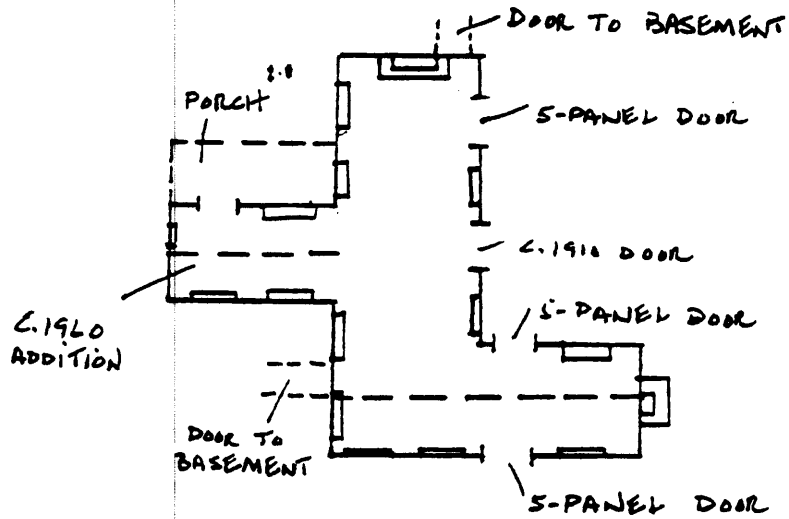 DOOR TO BASEMENT
PORCH
5-PANEL DOOR
C.1910 DOOR
5-PANEL DOOR
C.1960
ADDITION
DOOR TO
BASEMENT
5-PANEL DOOR